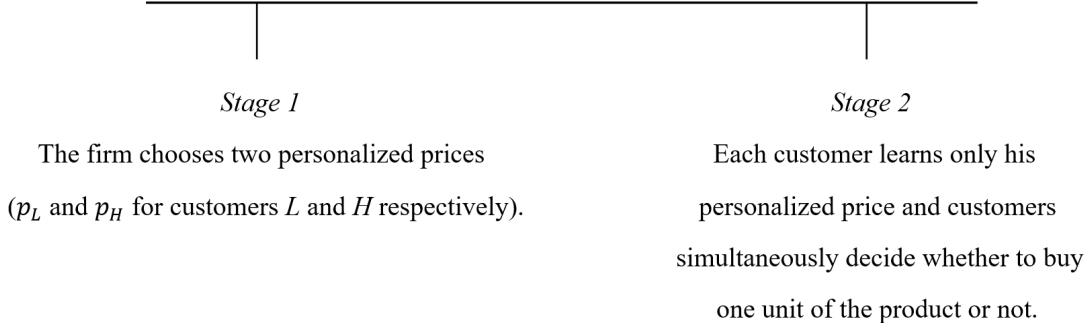 Stage 1
The firm chooses two personalized prices
(p_L and p_H for customers L and H respectively).
Stage 2
Each customer learns only his
personalized price and customers
simultaneously decide whether to buy
one unit of the product or not.